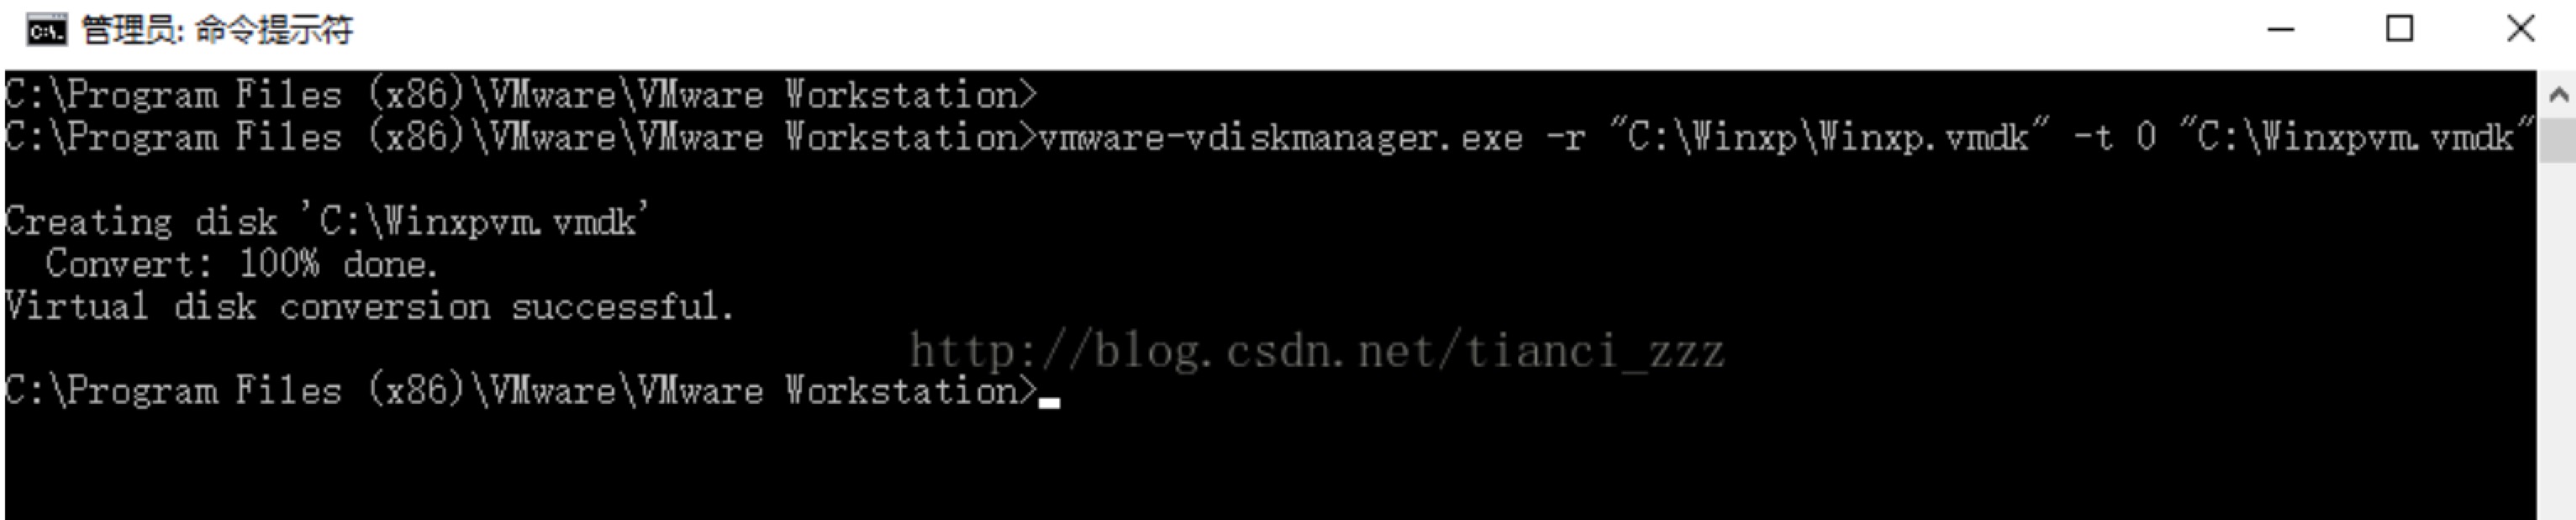 管理员: 命令提示符
C:\Program Files (x86)\VMware\VMware Workstation>
C:\Program Files (x86)\VMware\VMware Workstation>vmware-vdiskmanager.exe -r "C:\Winxp\Winxp.vmdk" -t 0 "C:\Winxpvm.vmdk"
Creating disk 'C:\Winxpvm.vmdk'
Convert: 100% done.
Virtual disk conversion successful.
http://blog.csdn.net/tianci_zzz
C:\Program Files (x86)\VMware\VMware Workstation>